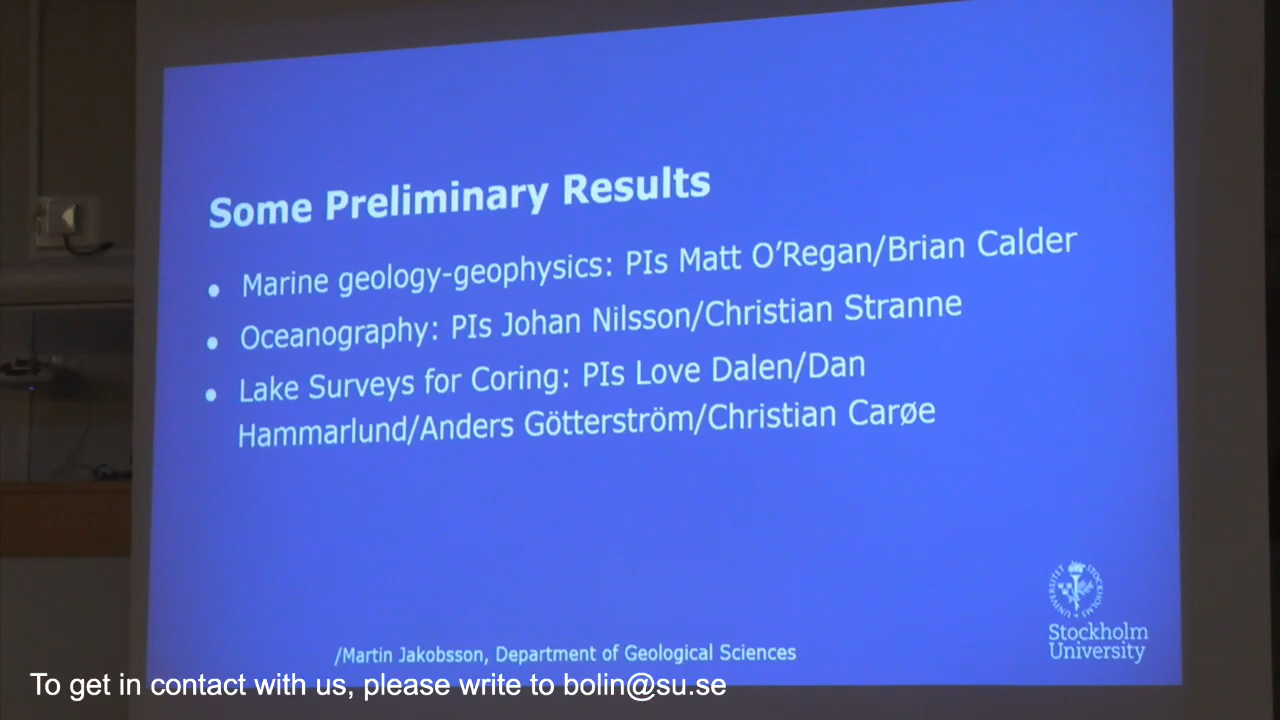 Some Preliminary Results
• Marine geology-geophysics: PIs Matt O’Regan/Brian Calder
• Oceanography: PIs Johan Nilsson/Christian Stranne
• Lake Surveys for Coring: PIs Love Dalen/Dan
Hammarlund/Anders Götterström/Christian Carøe
/Martin Jakobsson, Department of Geological Sciences
Stockholm
University
To get in contact with us, please write to bolin@su.se